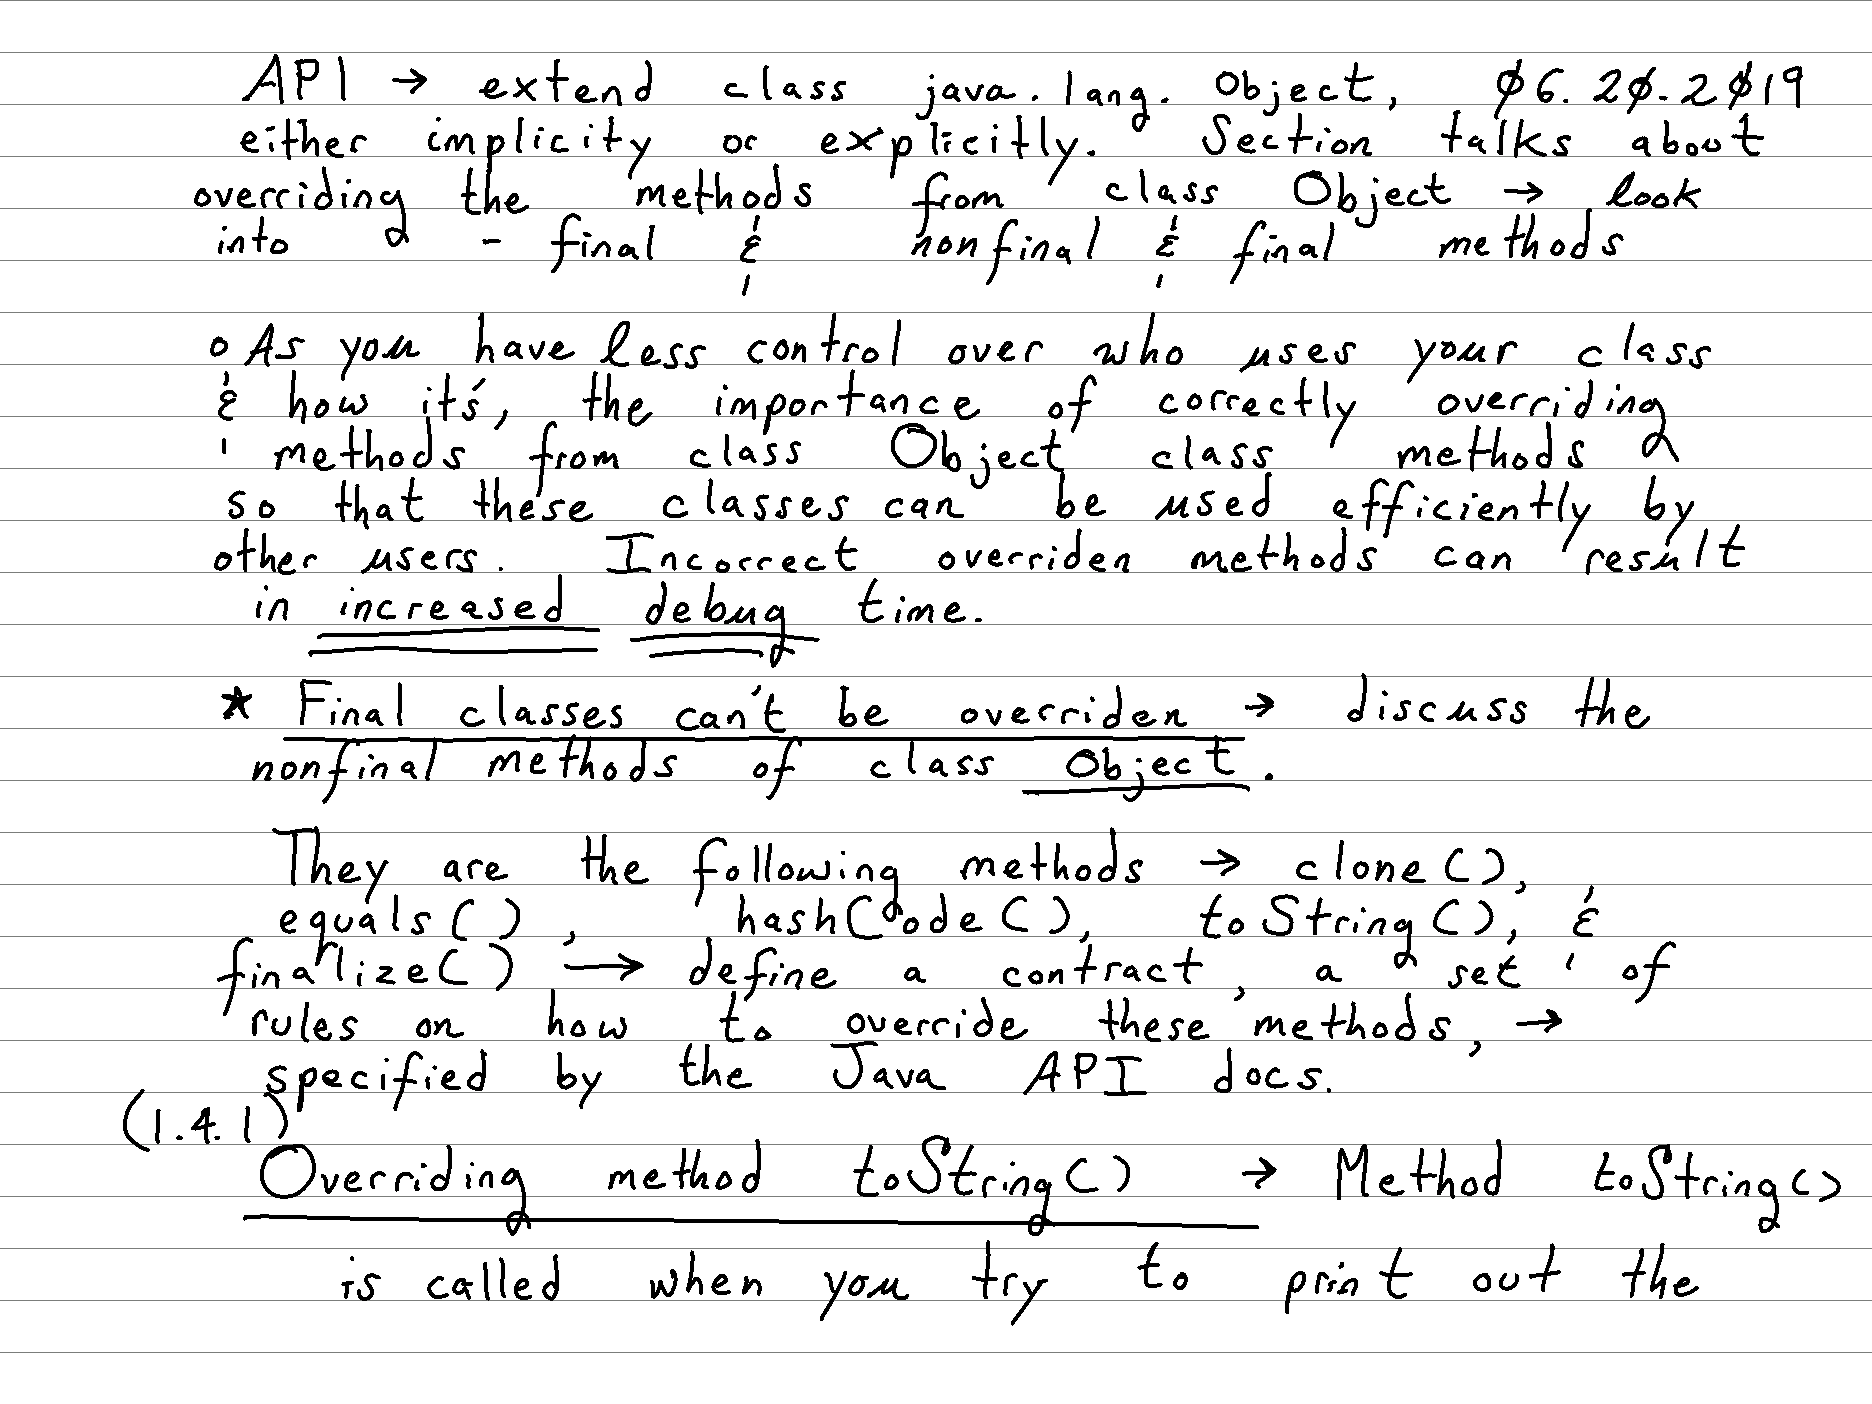 API → extend class java.lang.Object, 06.20.2019
either implicity or explicitly. Section talks about
overriding the methods from class Object → look
into - final & nonfinal & final methods
o As you have less control over who uses your class
& how it's, the importance of correctly overriding
methods from class Object class methods
so that these classes can be used efficiently by
other users. Incorrect overriden methods can result
in increased debug time.
* Final classes can't be overriden → discuss the
nonfinal methods of class Object.
They are the following methods → clone(),
equals(), hashCode(), toString(), &
finalize() → define a contract, a set of
rules on how to override these methods, →
specified by the Java API docs.
(1.4.1)
Overriding method toString() → Method toString()
is called when you try to print out the